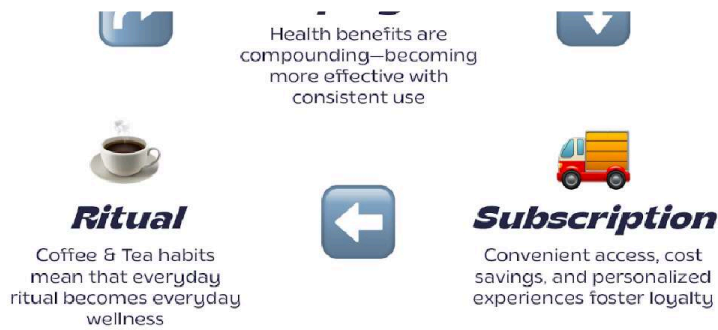 Health benefits are
compounding—becoming
more effective with
consistent use
Ritual
Coffee & Tea habits
mean that everyday
ritual becomes everyday
wellness
Subscription
Convenient access, cost
savings, and personalized
experiences foster loyalty